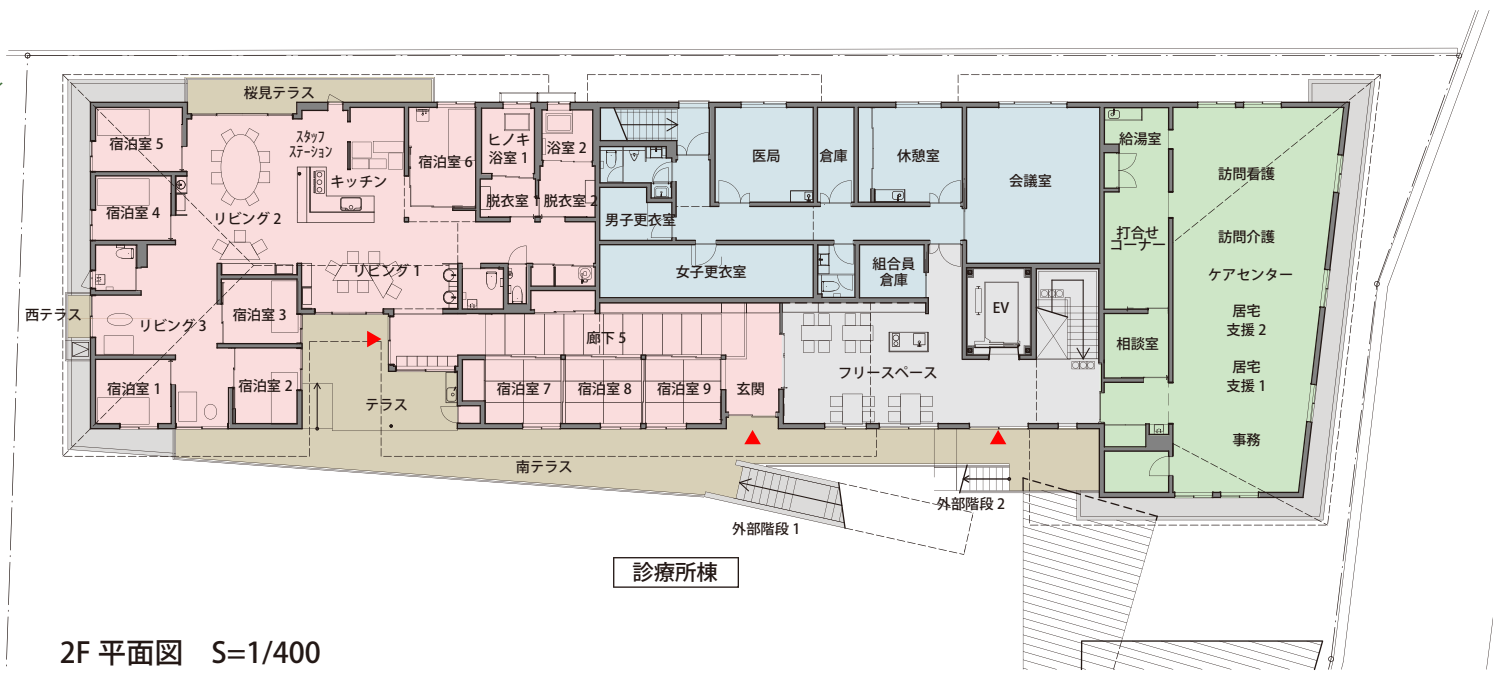 桜見テラス
宿泊室 5
スタッフ
ステーション
キッチン
宿泊室 6
ヒノキ
浴室 1
浴室 2
脱衣室 1
脱衣室 2
宿泊室 4
リビング 2
リビング 1
西テラス
リビング 3
宿泊室 3
宿泊室 1
宿泊室 2
テラス
廊下 5
宿泊室 7
宿泊室 8
宿泊室 9
玄関
南テラス
医局
倉庫
休憩室
会議室
男子更衣室
女子更衣室
組合員
倉庫
EV
フリースペース
給湯室
打合せ
コーナー
相談室
訪問看護
訪問介護
ケアセンター
居宅
支援 2
居宅
支援 1
事務
外部階段 1
外部階段 2
診療所棟
2F 平面図 S=1/400